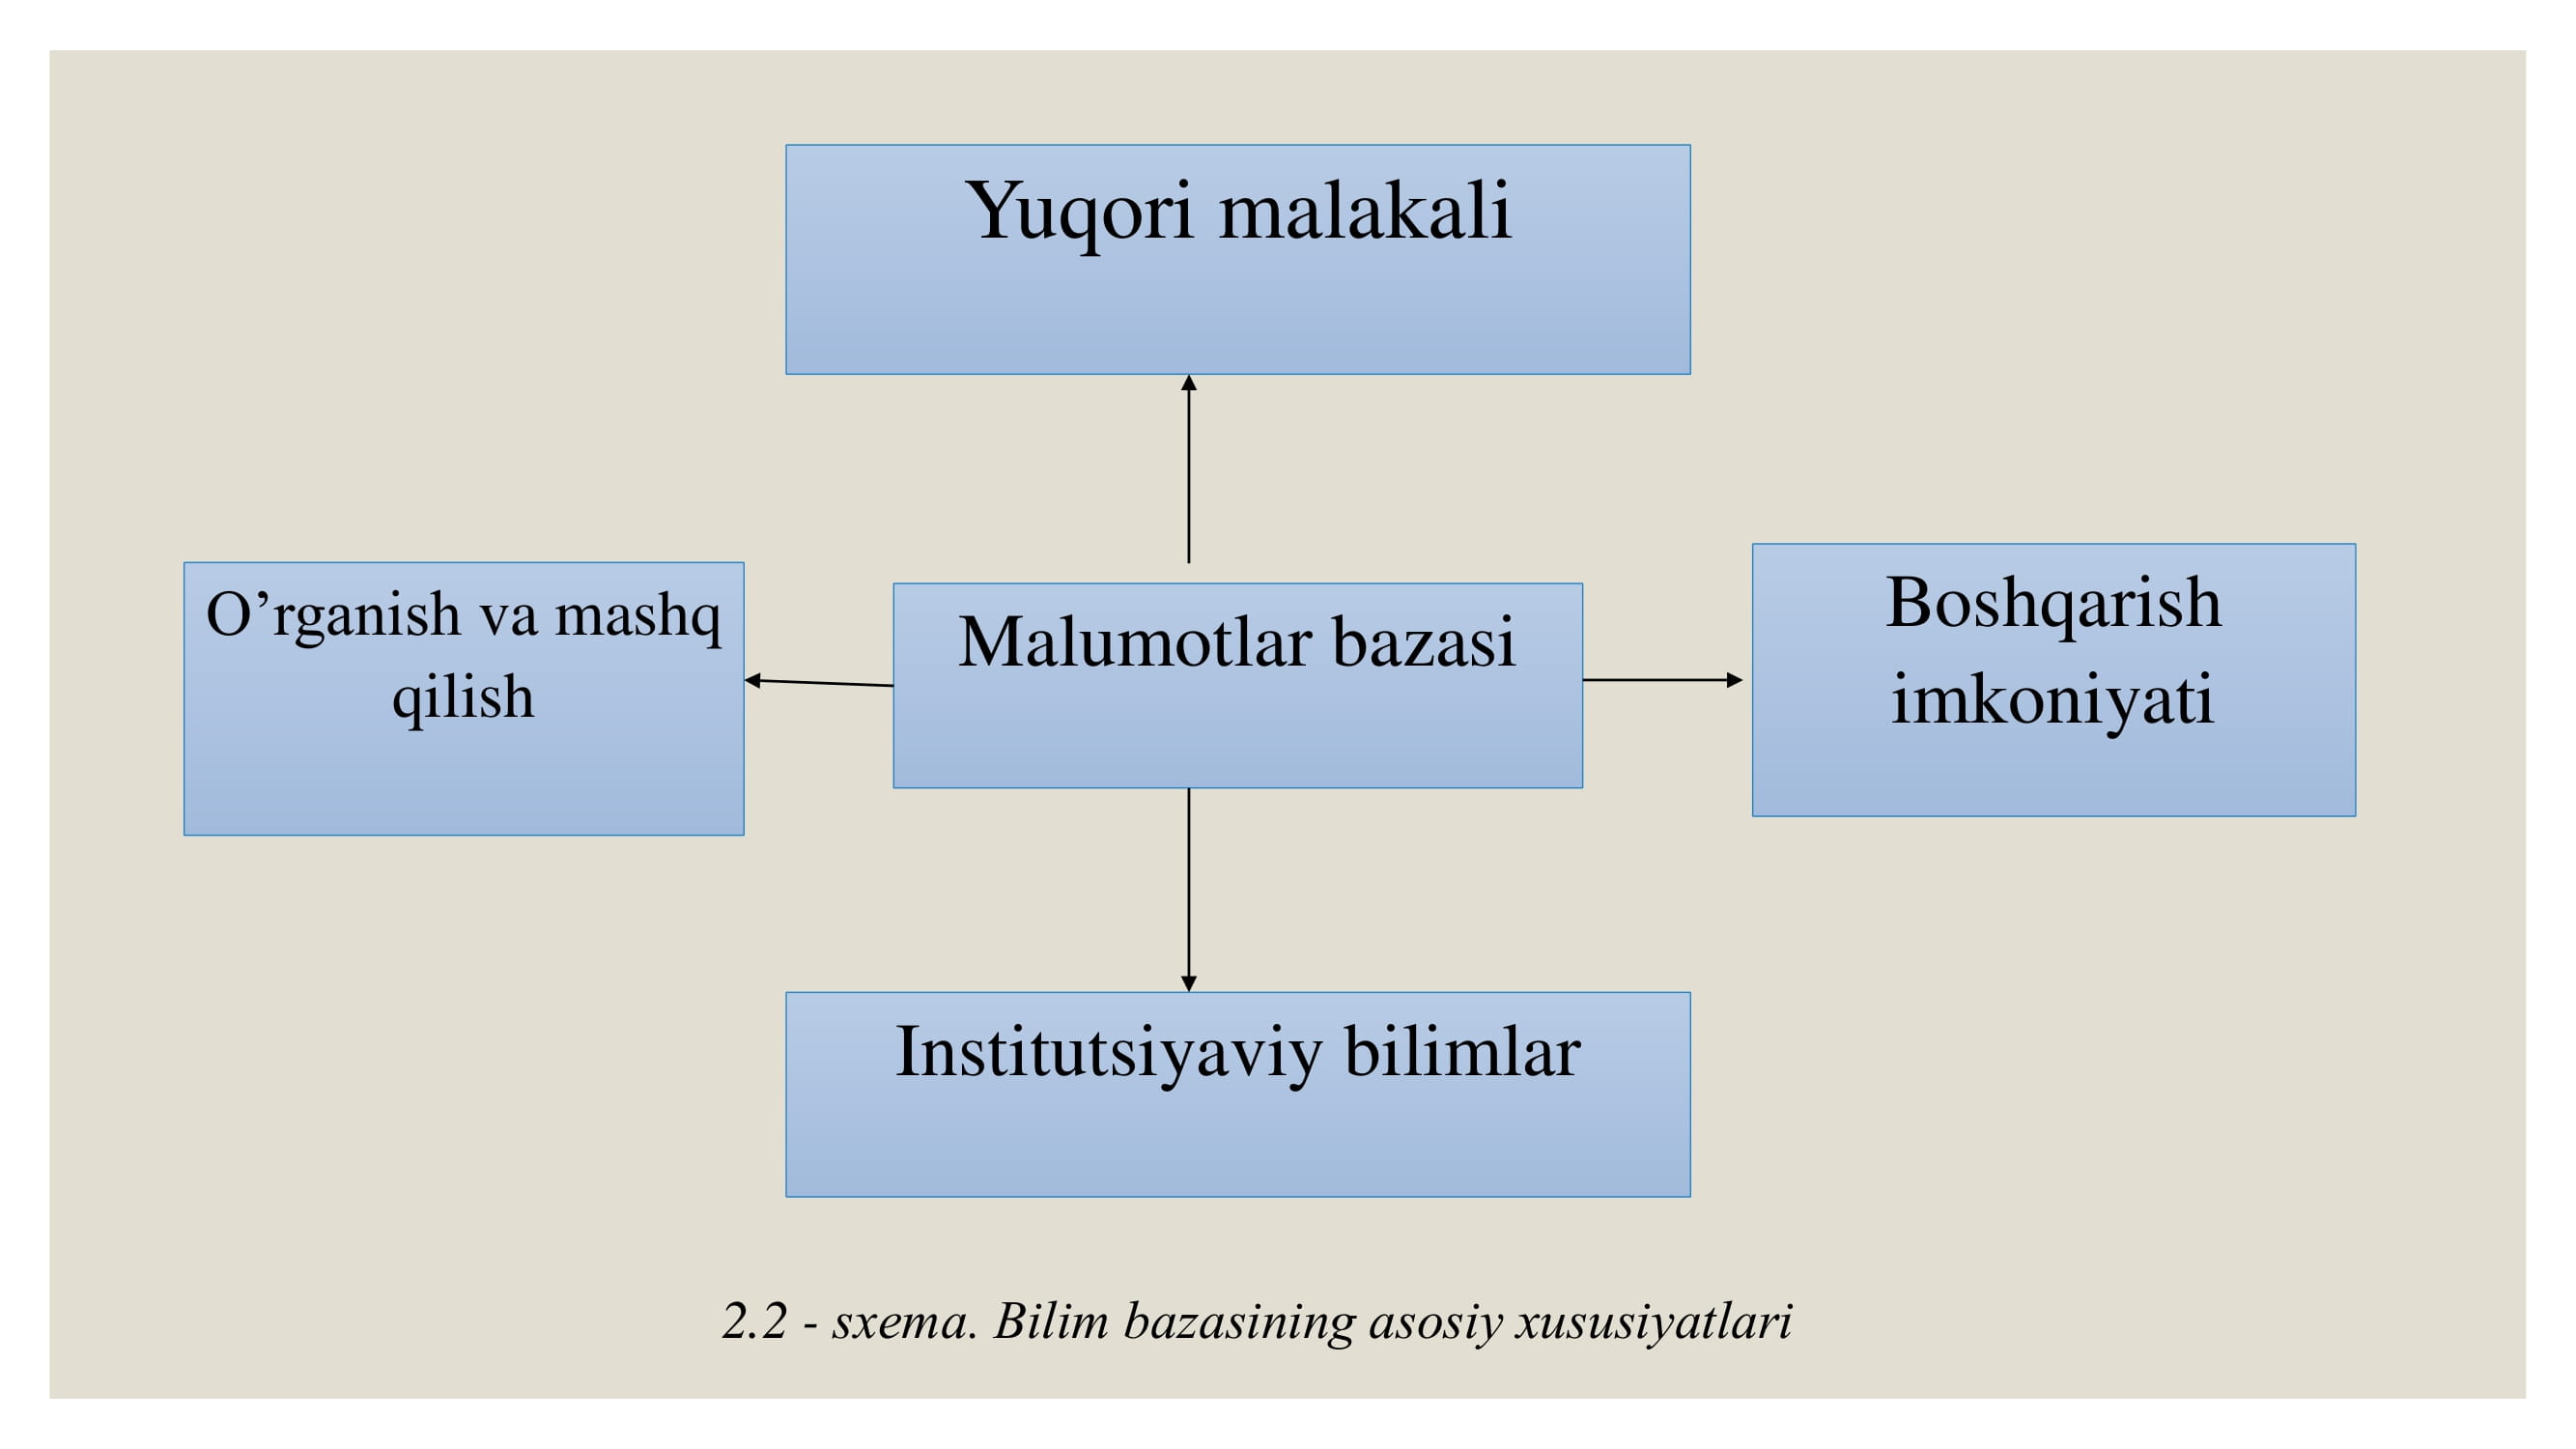 Yuqori malakali
O’rganish va mashq
qilish
Malumotlar bazasi
Boshqarish
imkoniyati
Institutsiyaviy bilimlar
2.2 - sxema. Bilim bazasining asosiy xususiyatlari